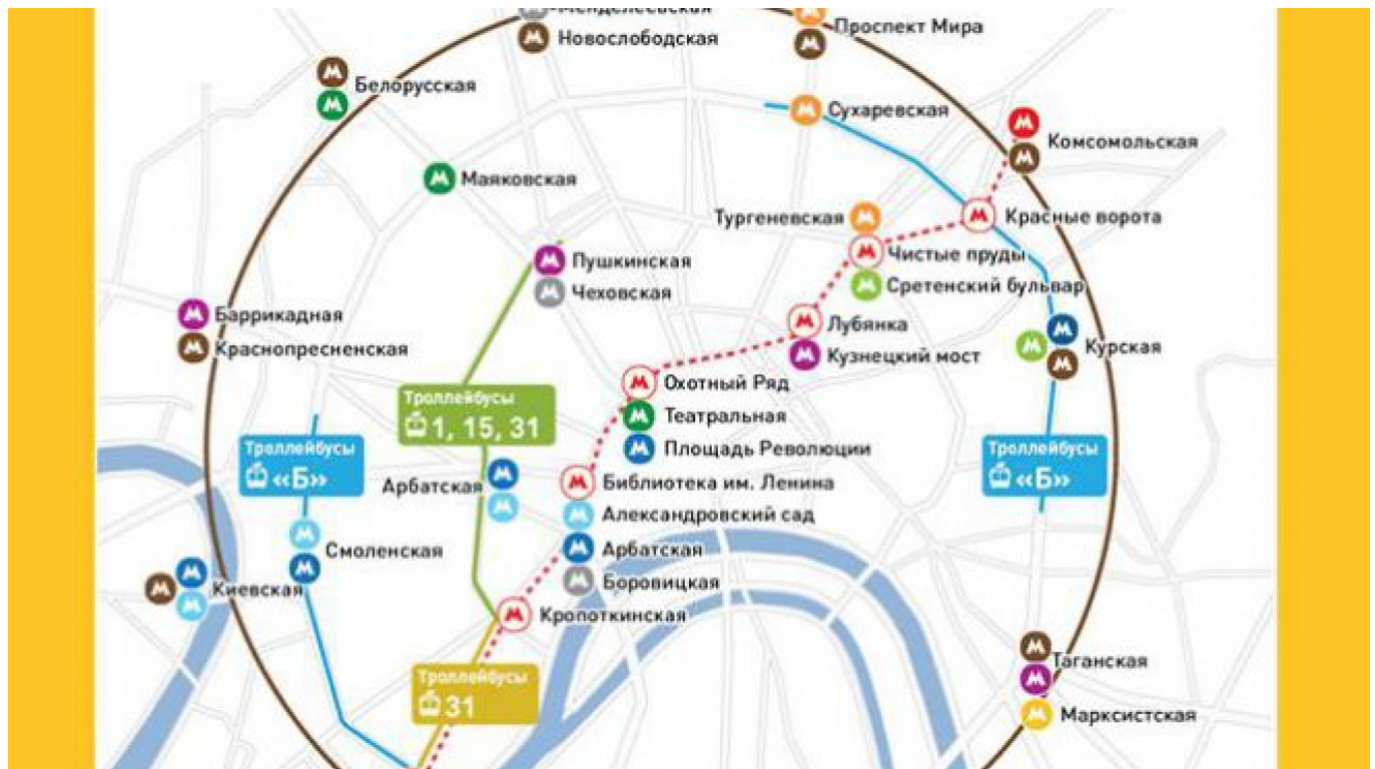 Менделеевская
Новослободская
Проспект Мира
Белорусская
Сухаревская
Комсомольская
Маяковская
Тургеневская
Красные ворота
Чистые пруды
Сретенский бульвар
Пушкинская
Чеховская
Баррикадная
Краснопресненская
Лубянка
Кузнецкий мост
Курская
Охотный Ряд
Театральная
Площадь Революции
Троллейбусы
1, 15, 31
Троллейбусы
«Б»
Троллейбусы
«Б»
Арбатская
Библиотека им. Ленина
Александровский сад
Арбатская
Боровицкая
Смоленская
Киевская
Кропоткинская
Таганская
Марксистская
Троллейбусы
31